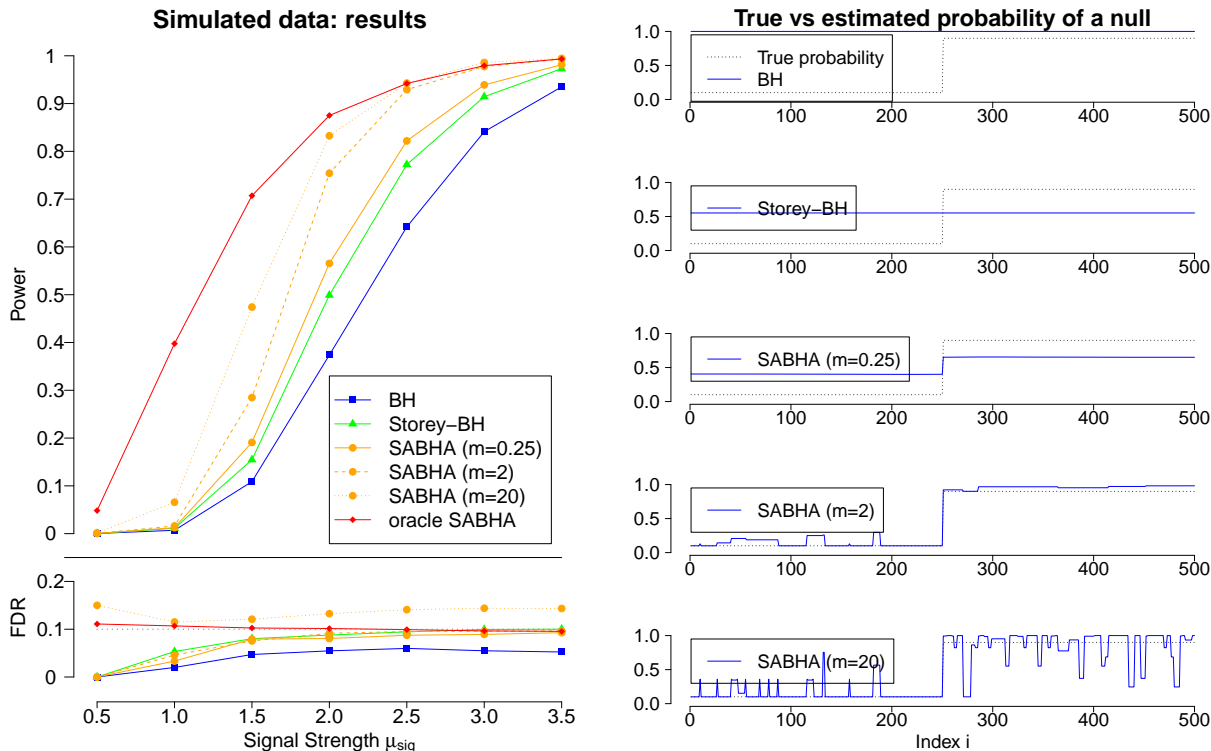 Simulated data: results
Power
1
0.9
0.8
0.7
0.6
0.5
0.4
0.3
0.2
0.1
0
BH
Storey−BH
SABHA (m=0.25)
SABHA (m=2)
SABHA (m=20)
oracle SABHA
FDR
0.2
0.1
0
0.5 1.0 1.5 2.0 2.5 3.0 3.5
Signal Strength μsig
True vs estimated probability of a null
1.0
0.5
0.0
True probability
BH
0 100 200 300 400 500
1.0
0.5
0.0
Storey−BH
0 100 200 300 400 500
1.0
0.5
0.0
SABHA (m=0.25)
0 100 200 300 400 500
1.0
0.5
0.0
SABHA (m=2)
0 100 200 300 400 500
1.0
0.5
0.0
SABHA (m=20)
0 100 200 300 400 500
Index i